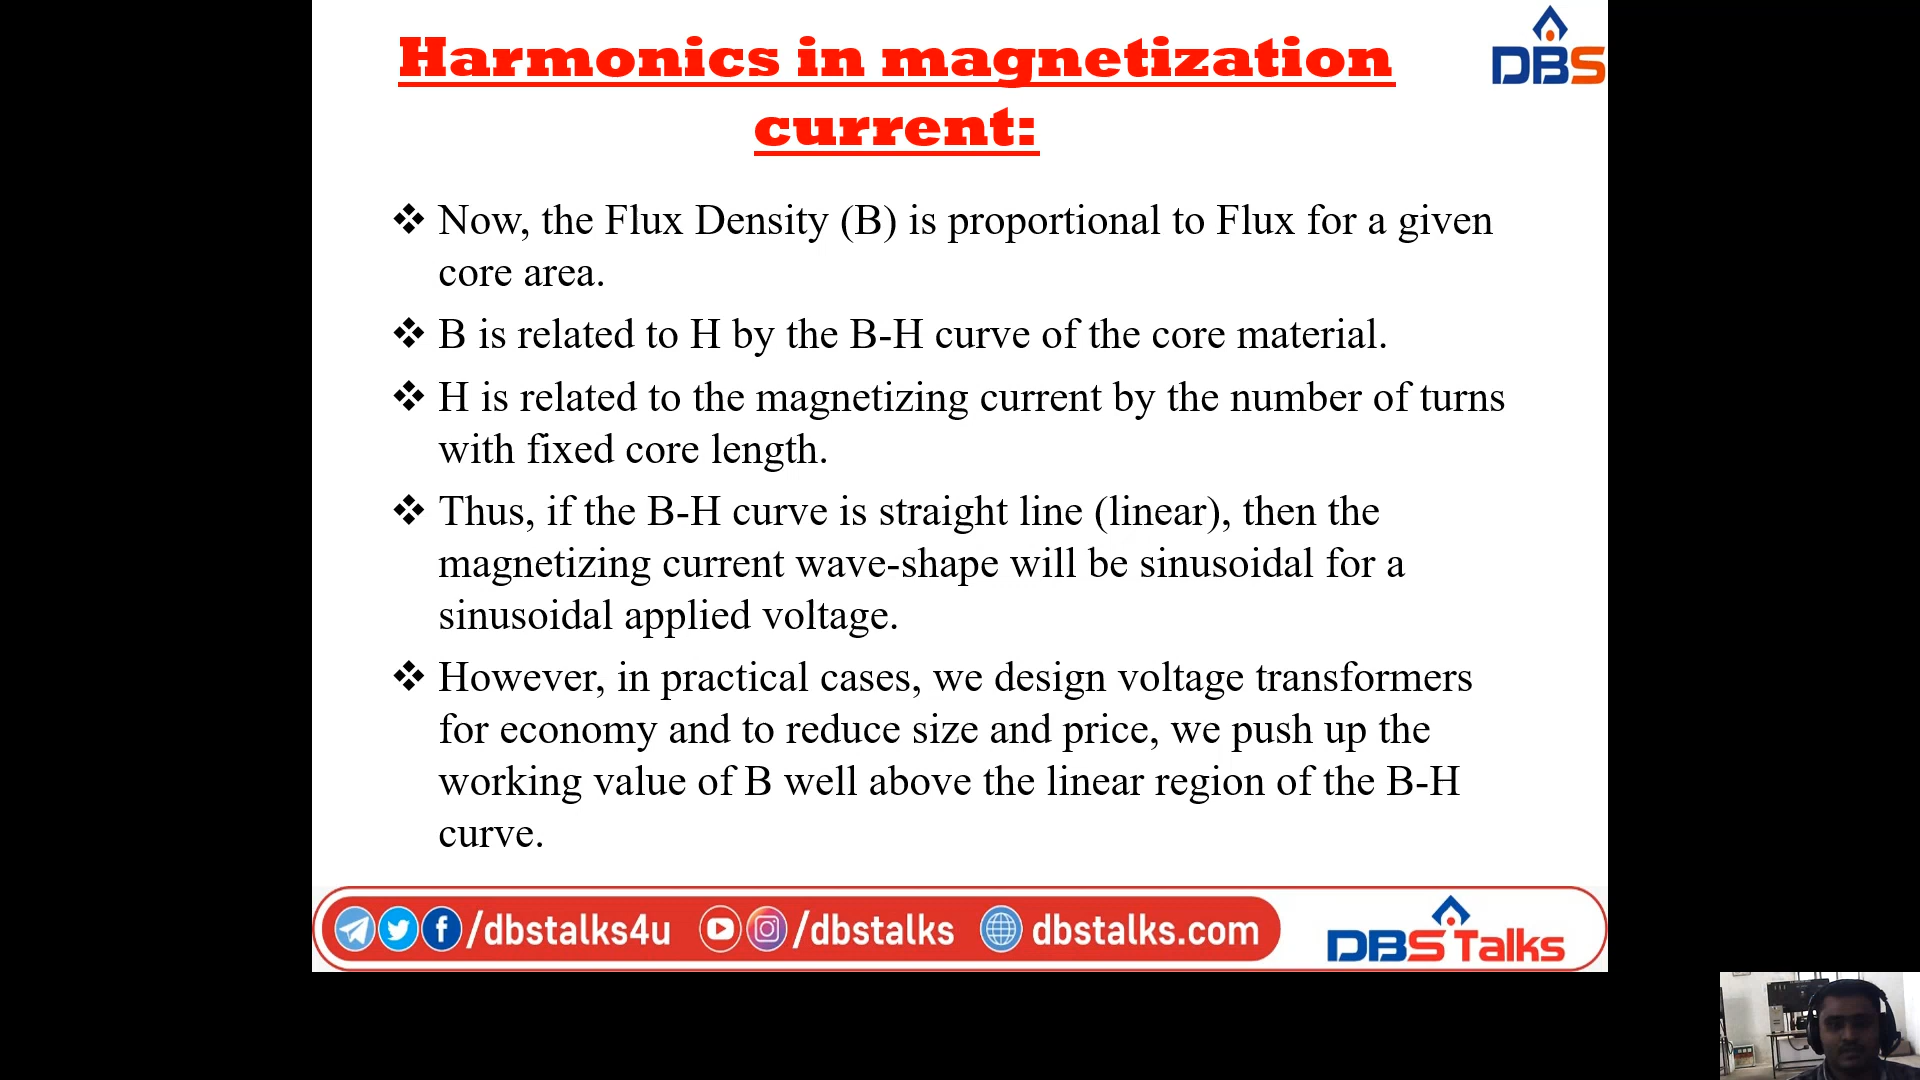 Harmonics in magnetization
current:
DBS
❖ Now, the Flux Density (B) is proportional to Flux for a given
core area.
❖ B is related to H by the B-H curve of the core material.
❖ H is related to the magnetizing current by the number of turns
with fixed core length.
❖ Thus, if the B-H curve is straight line (linear), then the
magnetizing current wave-shape will be sinusoidal for a
sinusoidal applied voltage.
❖ However, in practical cases, we design voltage transformers
for economy and to reduce size and price, we push up the
working value of B well above the linear region of the B-H
curve.
/dbstalks4u /dbstalks dbstalks.com DBS Talks